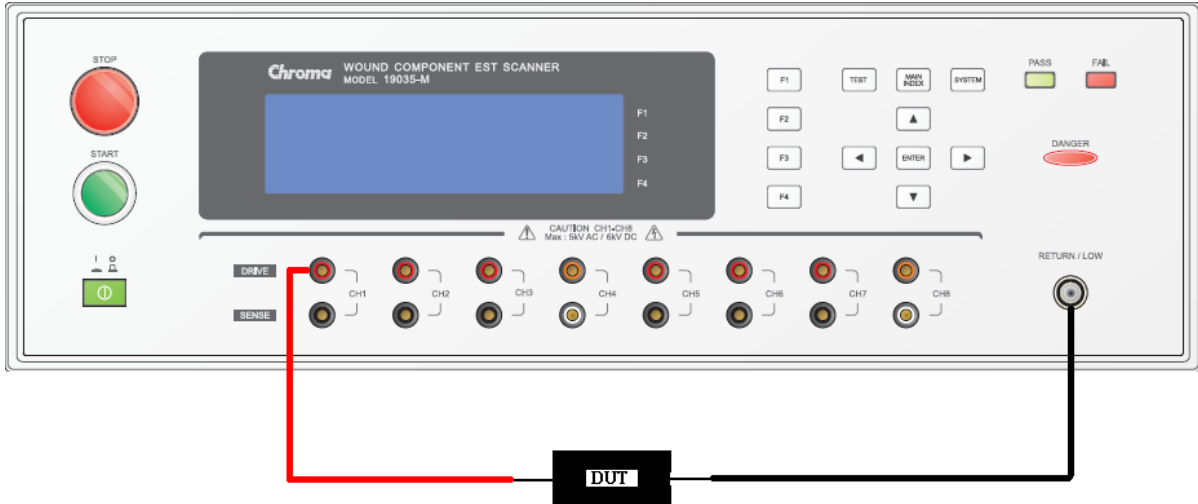 STOP
START
I O
Chroma WOUND COMPONENT EST SCANNER
MODEL 19035-M
F1
F2
F3
F4
F1 TEST MAIN INDEX SYSTEM
F2
F3 ENTER
F4
PASS FAIL
DANGER
CAUTION CH1-CH8
Max : 5kV AC / 6kV DC
RETURN / LOW
DRIVE
CH1 CH2 CH3 CH4 CH5 CH6 CH7 CH8
SENSE
DUT